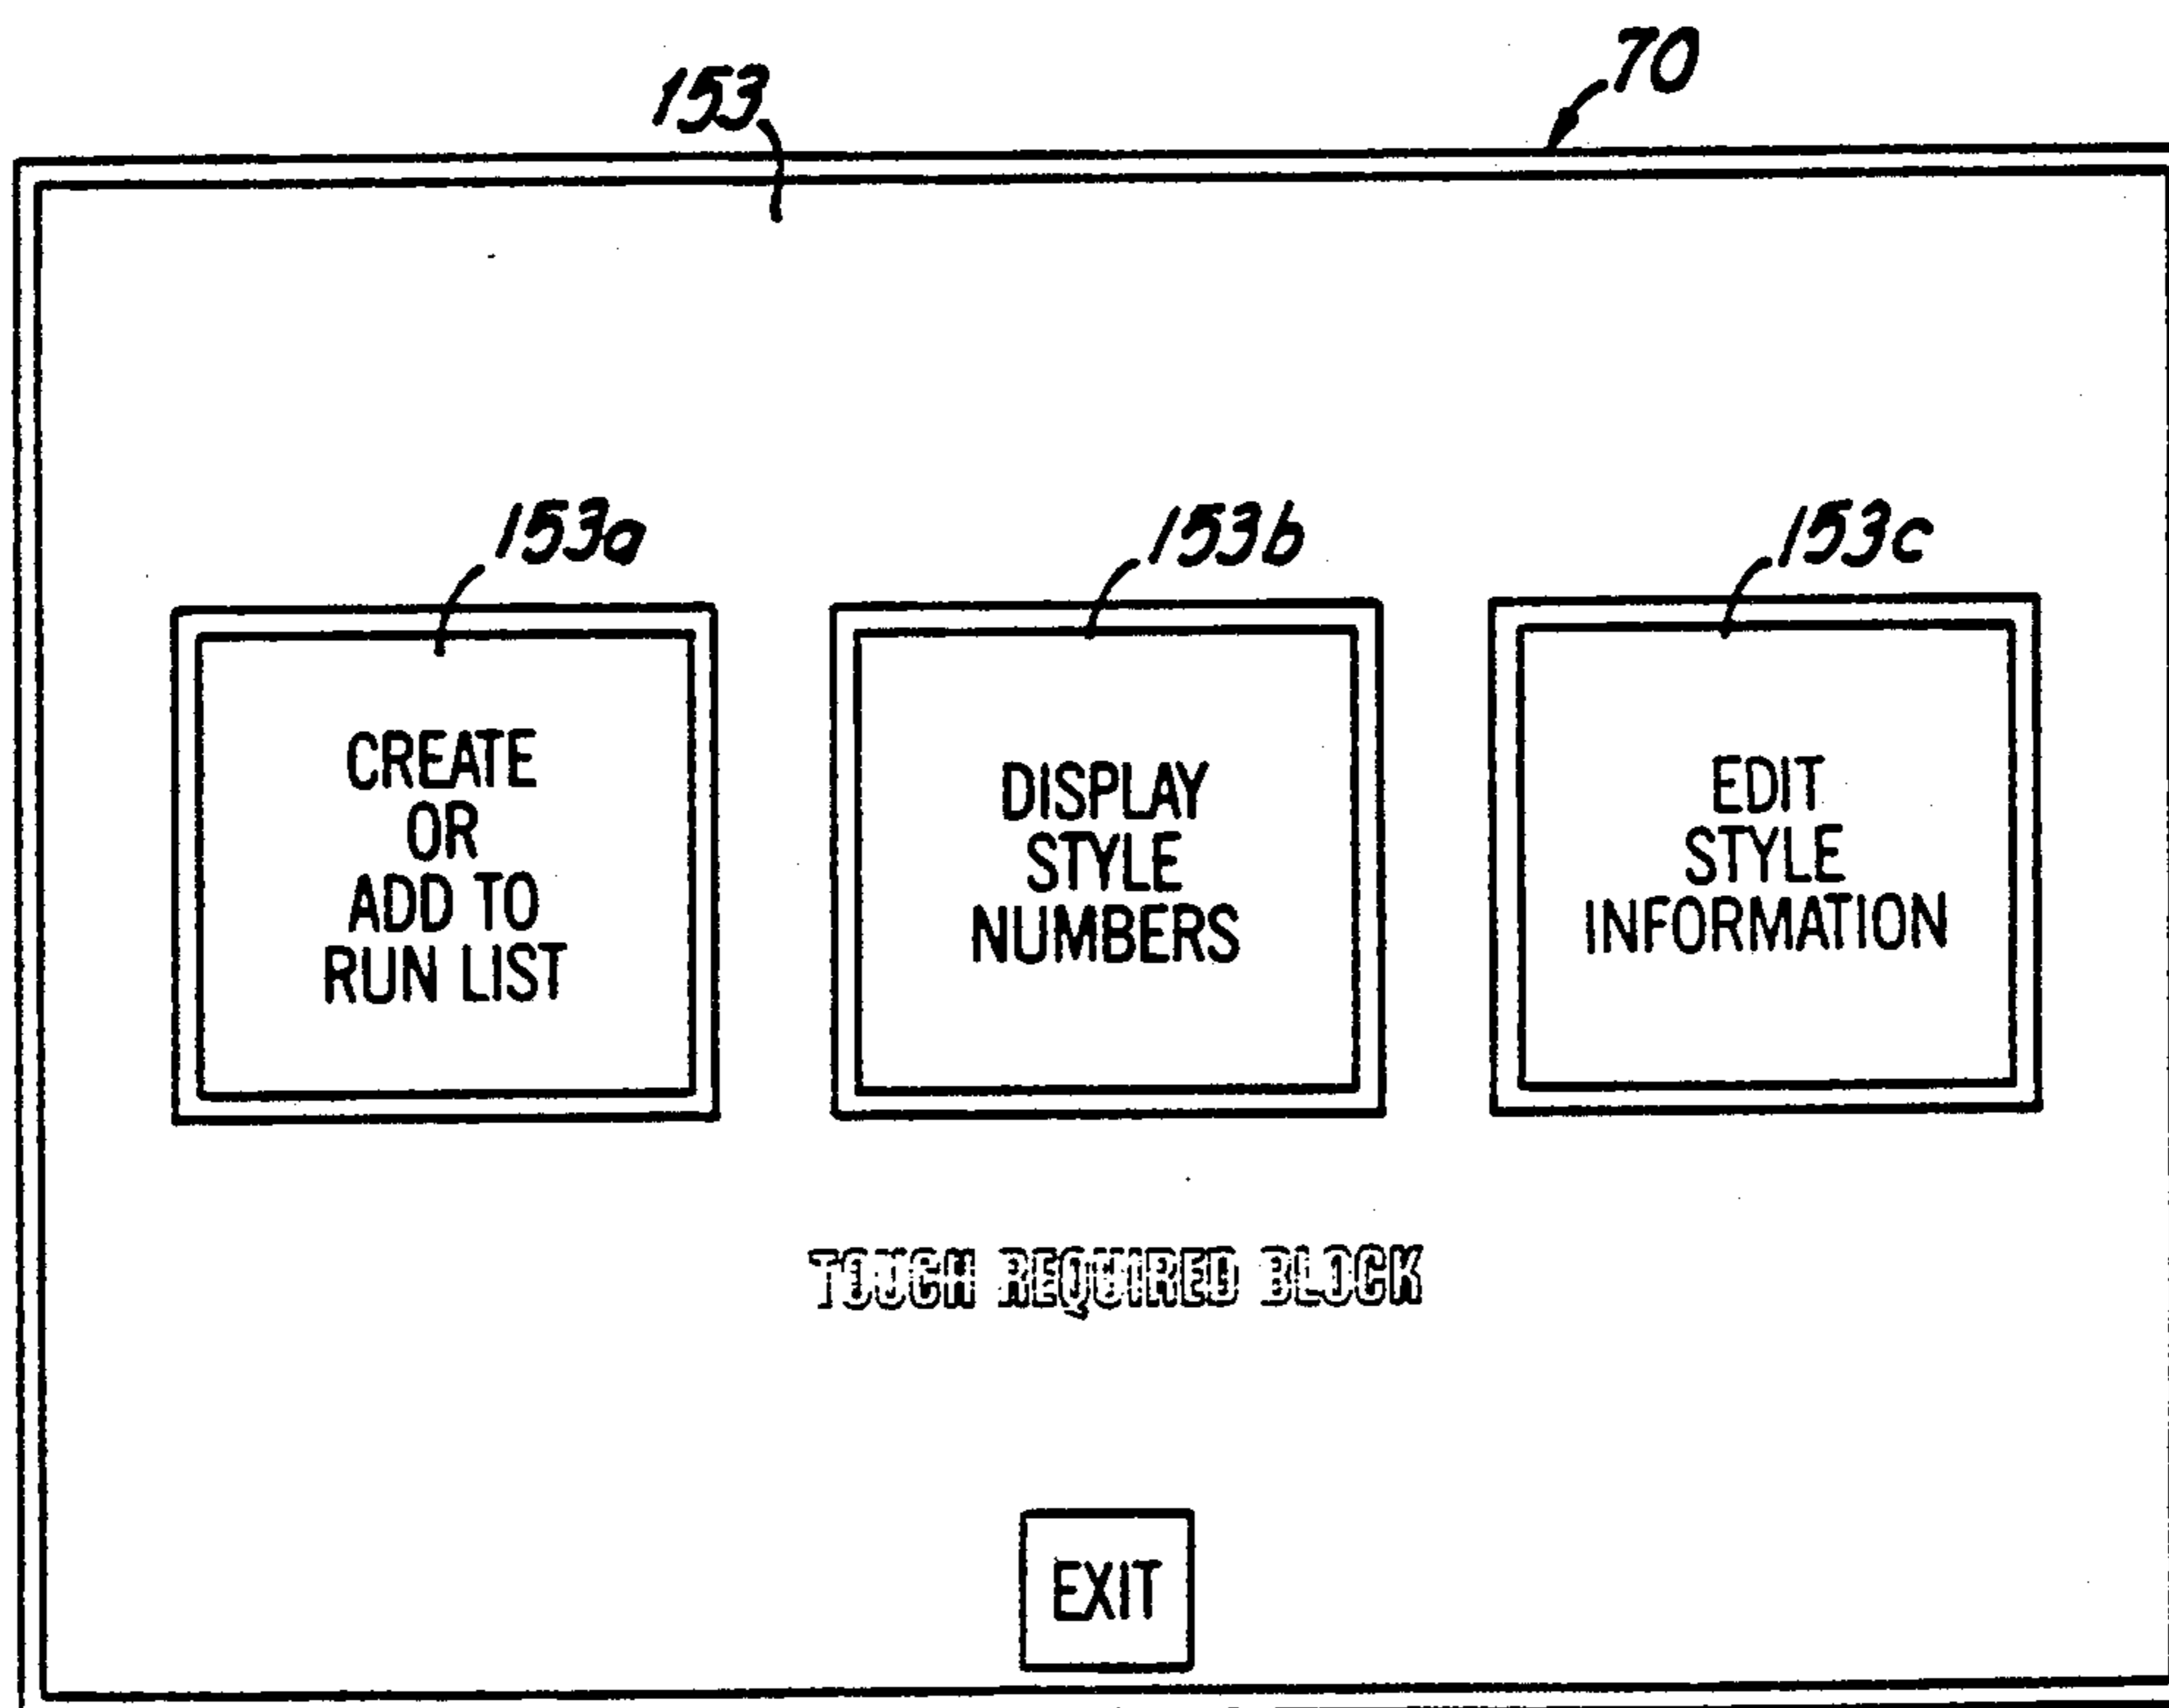 153
70
153a
153b
153c
CREATE
OR
ADD TO
RUN LIST
DISPLAY
STYLE
NUMBERS
EDIT
STYLE
INFORMATION
TOUCH REQUIRED BLOCK
EXIT